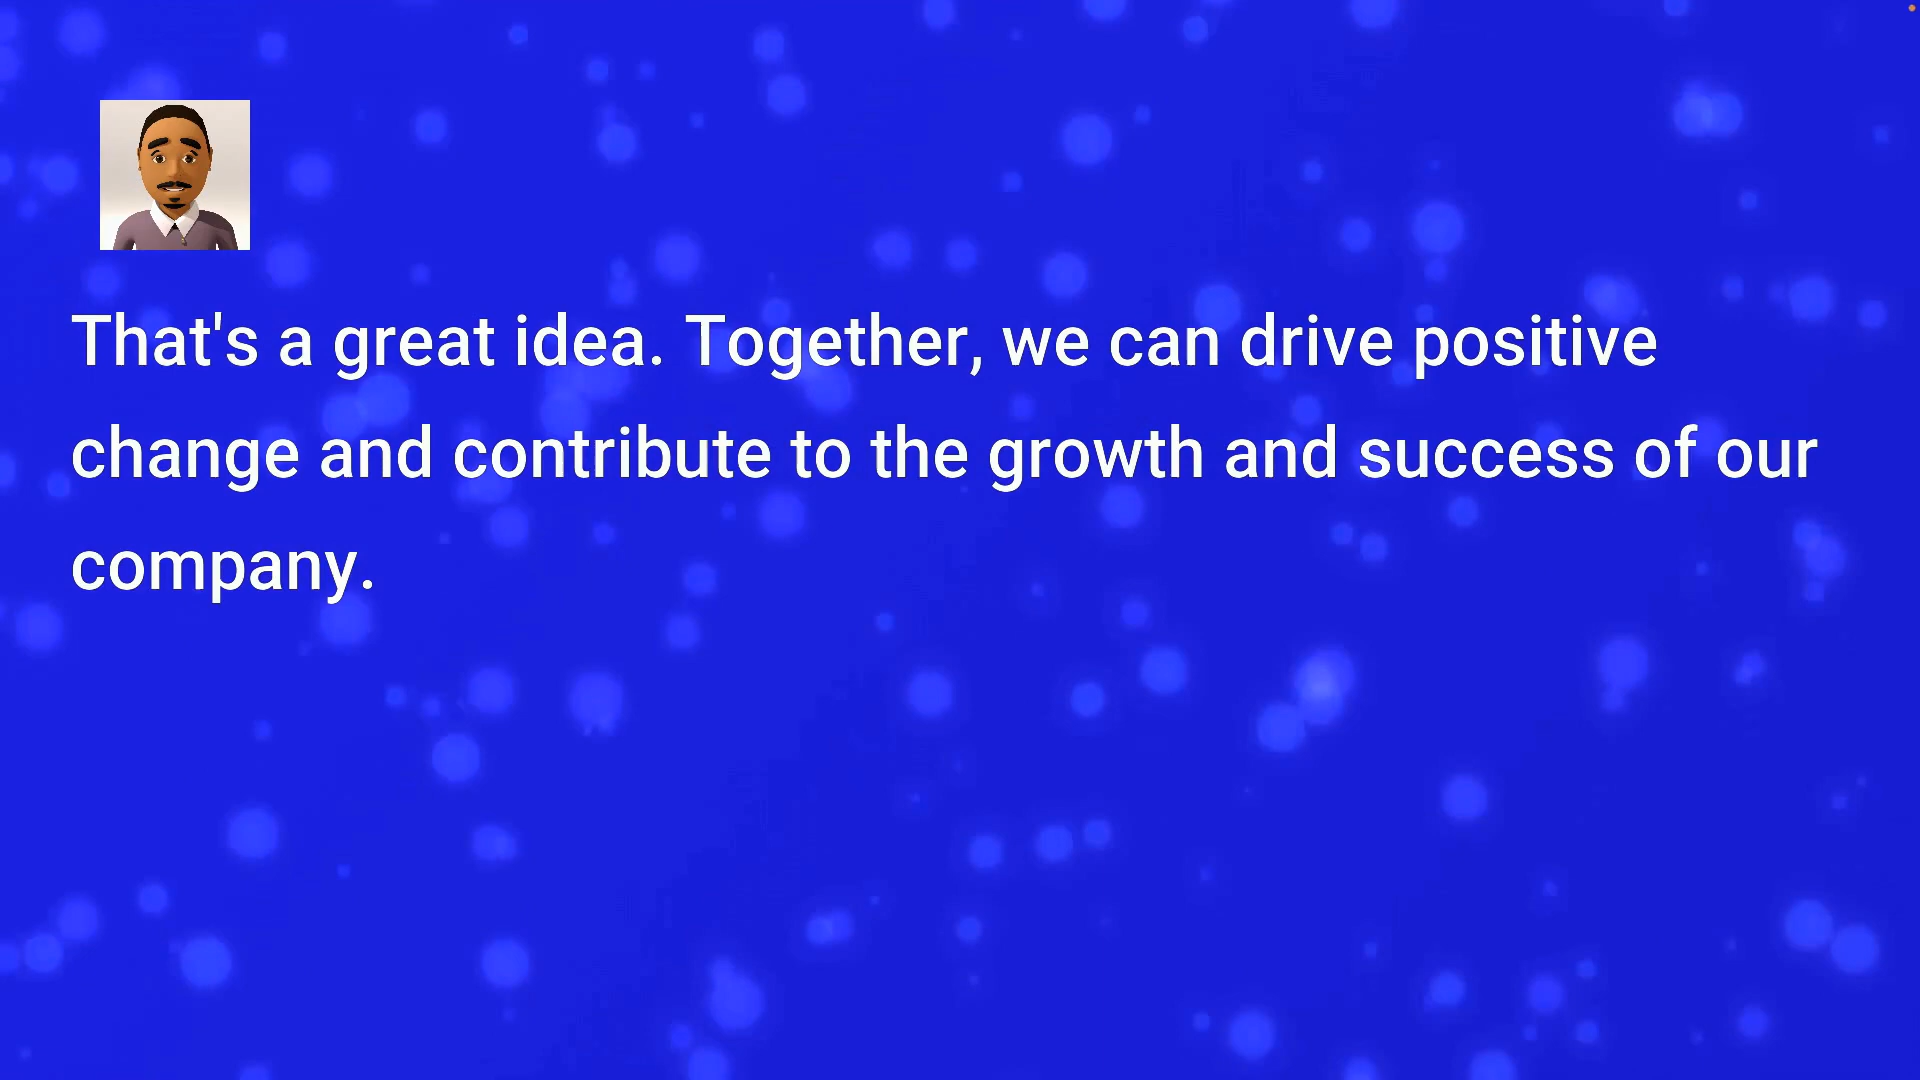 That's a great idea. Together, we can drive positive
change and contribute to the growth and success of our
company.